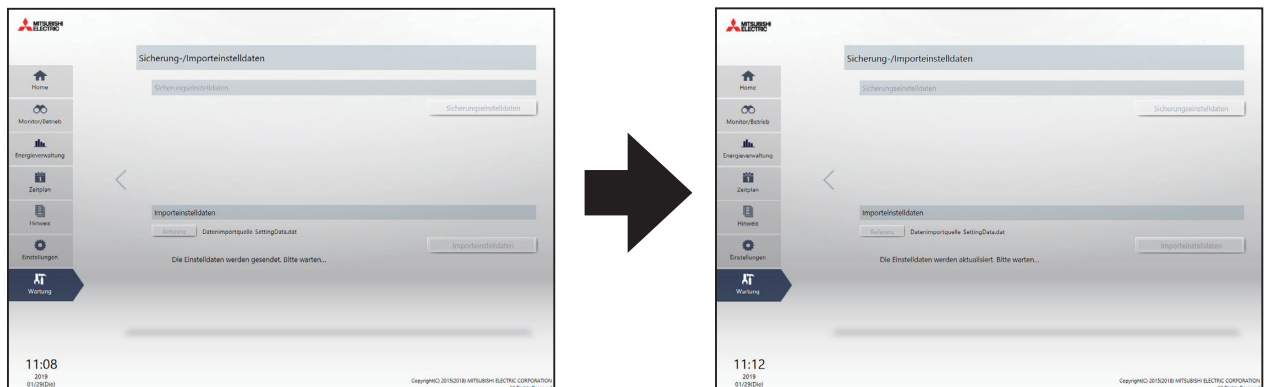 MITSUBISHI
ELECTRIC
Sicherung-/Importeinstelldaten
Home
Sicherungseinstelldaten
Sicherungseinstelldaten
Monitor/Betrieb
Energieverwaltung
Zeitplan
Hinweis
Importeinstelldaten
Referenz Datenimportquelle SettingData.dat
Importeinstelldaten
Einstellungen
Die Einstelldaten werden gesendet. Bitte warten...
Wartung
11:08
2019
01/29(Die)
Copyright(C) 2015(2018) MITSUBISHI ELECTRIC CORPORATION
MITSUBISHI
ELECTRIC
Sicherung-/Importeinstelldaten
Home
Sicherungseinstelldaten
Sicherungseinstelldaten
Monitor/Betrieb
Energieverwaltung
Zeitplan
Hinweis
Importeinstelldaten
Referenz Datenimportquelle SettingData.dat
Importeinstelldaten
Einstellungen
Die Einstelldaten werden aktualisiert. Bitte warten...
Wartung
11:12
2019
01/29(Die)
Copyright(C) 2015(2018) MITSUBISHI ELECTRIC CORPORATION